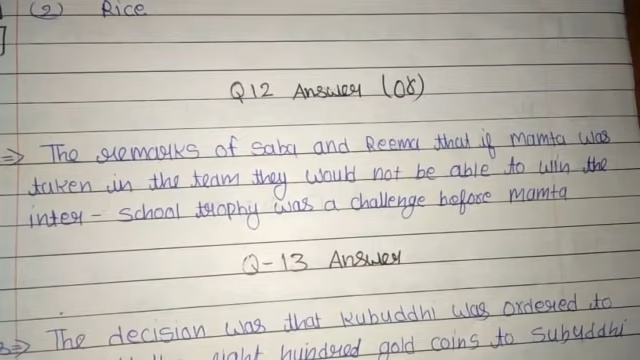 (2) Rice
Q12 Answer (OR)
=> The remarks of Saba and Reema that if Mamta was
taken in the team they would not be able to win the
inter - school trophy was a challenge before Mamta
Q-13 Answer
=> The decision was that Kubuddhi was ordered to
hundred gold coins to Subuddhi